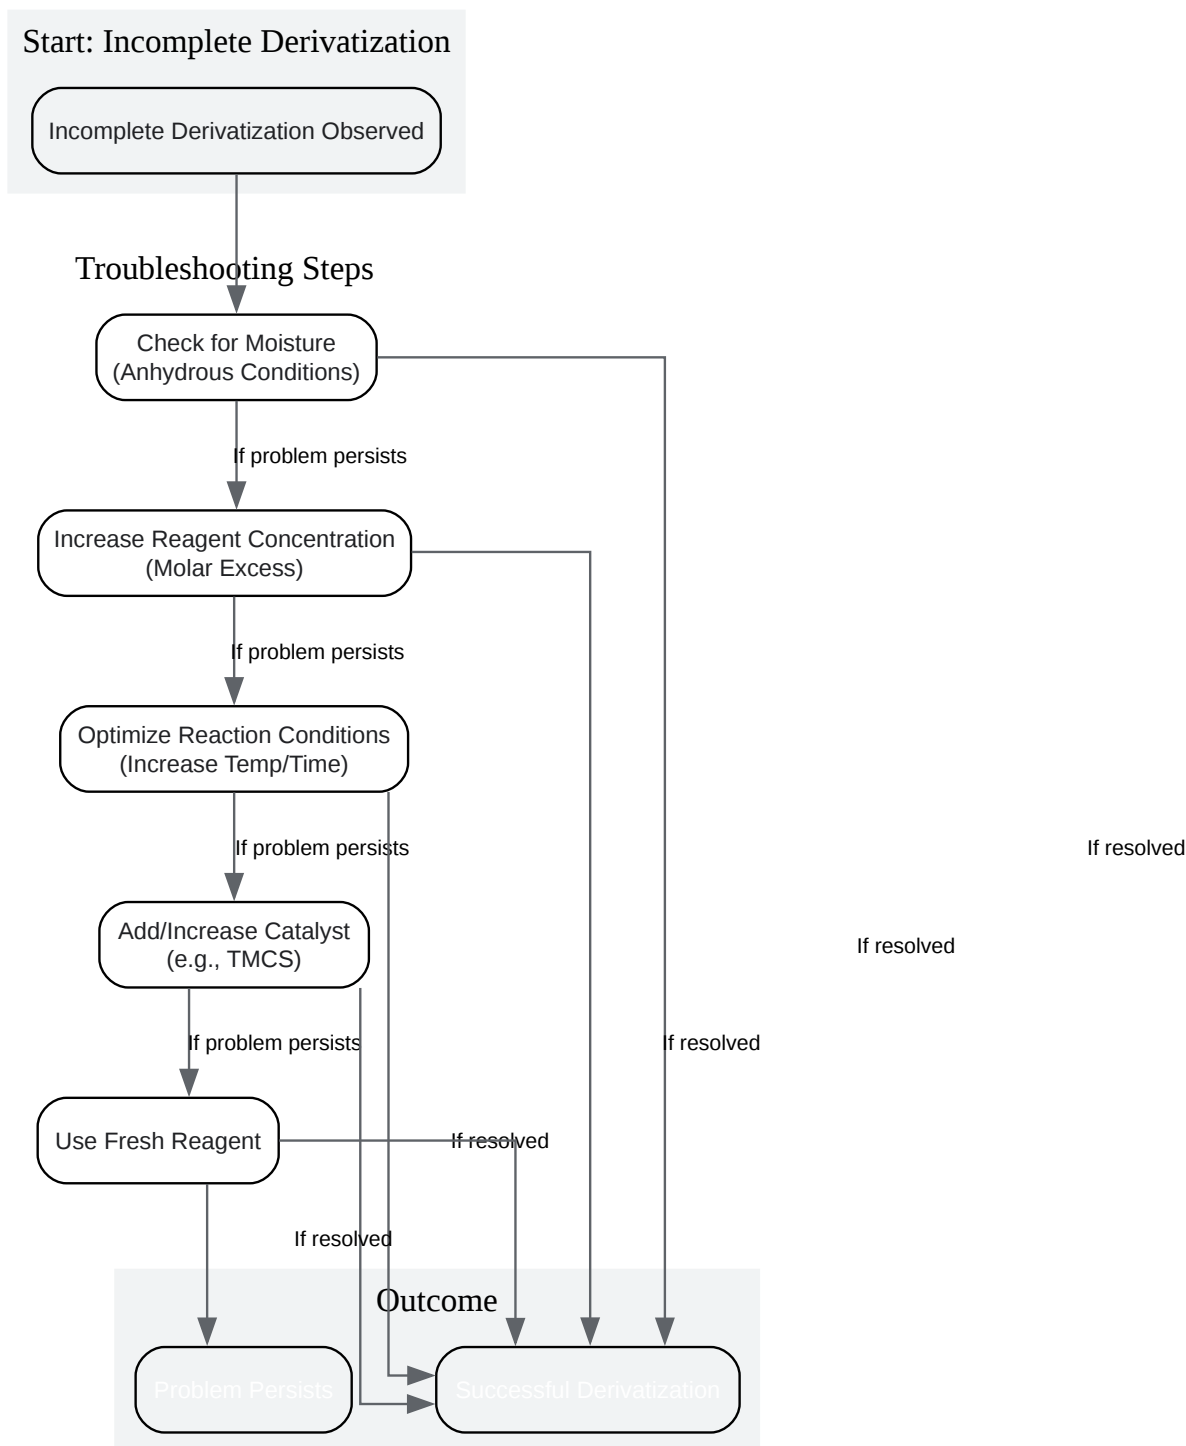 Start: Incomplete Derivatization
Incomplete Derivatization Observed
Troubleshooting Steps
Check for Moisture
(Anhydrous Conditions)
If problem persists
Increase Reagent Concentration
(Molar Excess)
If problem persists
Optimize Reaction Conditions
(Increase Temp/Time)
If problem persists
If resolved
Add/Increase Catalyst
(e.g., TMCS)
If resolved
If problem persists
If resolved
Use Fresh Reagent
If resolved
If resolved
Outcome
Problem Persists
Successful Derivatization